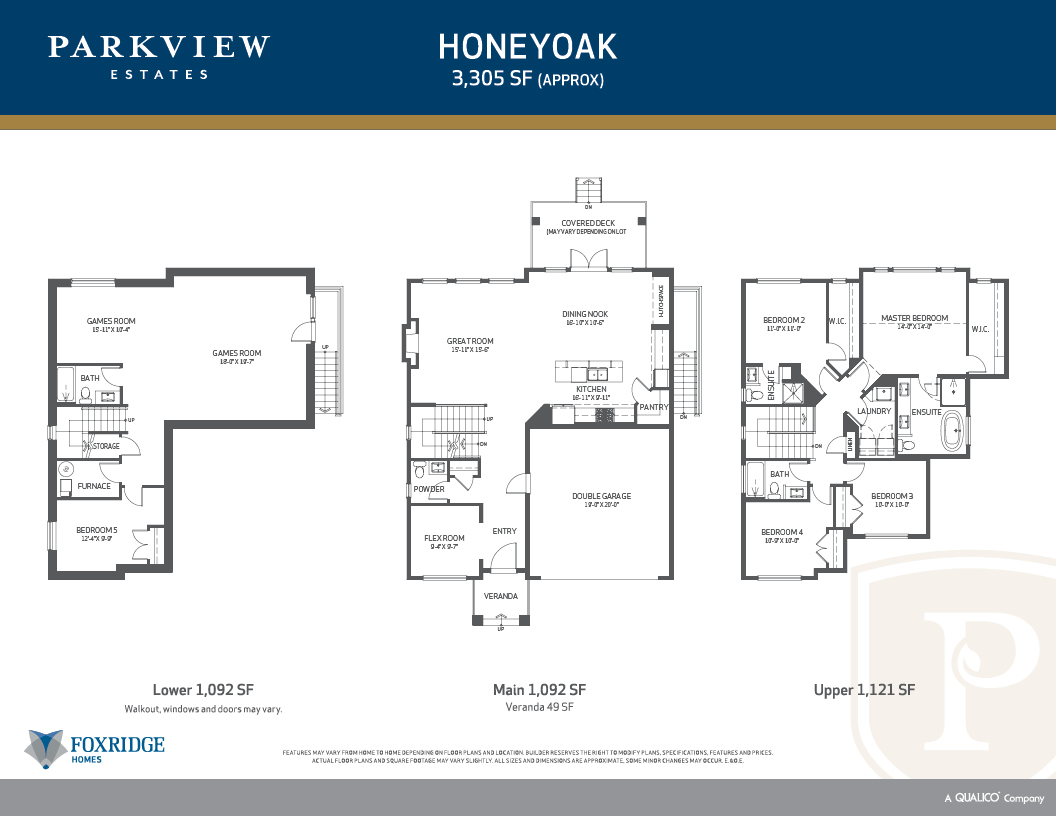 PARKVIEW
ESTATES
HONEYOAK
3,305 SF (APPROX)
GAMES ROOM
15'-11" X 10'-4"
GAMES ROOM
18'-0" X 19'-7"
UP
BATH
UP
STORAGE
FURNACE
BEDROOM 5
12'-4" X 9'-9"
DN
COVERED DECK
(MAY VARY DEPENDING ON LOT
HUTCH SPACE
DINING NOOK
16'-10" X 10'-6"
GREAT ROOM
15'-11" X 15'-6"
KITCHEN
16'-11" X 9'-11"
PANTRY
DN
UP
DN
POWDER
DOUBLE GARAGE
19'-0" X 20'-0"
ENTRY
FLEX ROOM
9'-4" X 9'-7"
VERANDA
UP
BEDROOM 2
11'-0" X 11'-0"
W.I.C.
MASTER BEDROOM
14'-0" X 14'-0"
W.I.C.
ENSUITE
LAUNDRY
ENSUITE
DN
LINEN
BATH
BEDROOM 3
10'-0" X 10'-0"
BEDROOM 4
10'-9" X 10'-0"
P
Lower 1,092 SF
Walkout, windows and doors may vary.
Main 1,092 SF
Veranda 49 SF
Upper 1,121 SF
FOXRIDGE
HOMES
FEATURES MAY VARY FROM HOME TO HOME DEPENDING ON FLOOR PLANS AND LOCATION. BUILDER RESERVES THE RIGHT TO MODIFY PLANS, SPECIFICATIONS, FEATURES AND PRICES.
ACTUAL FLOOR PLANS AND SQUARE FOOTAGE MAY VARY SLIGHTLY. ALL SIZES AND DIMENSIONS ARE APPROXIMATE, SOME MINOR CHANGES MAY OCCUR. E.&O.E.
A QUALICO® Company